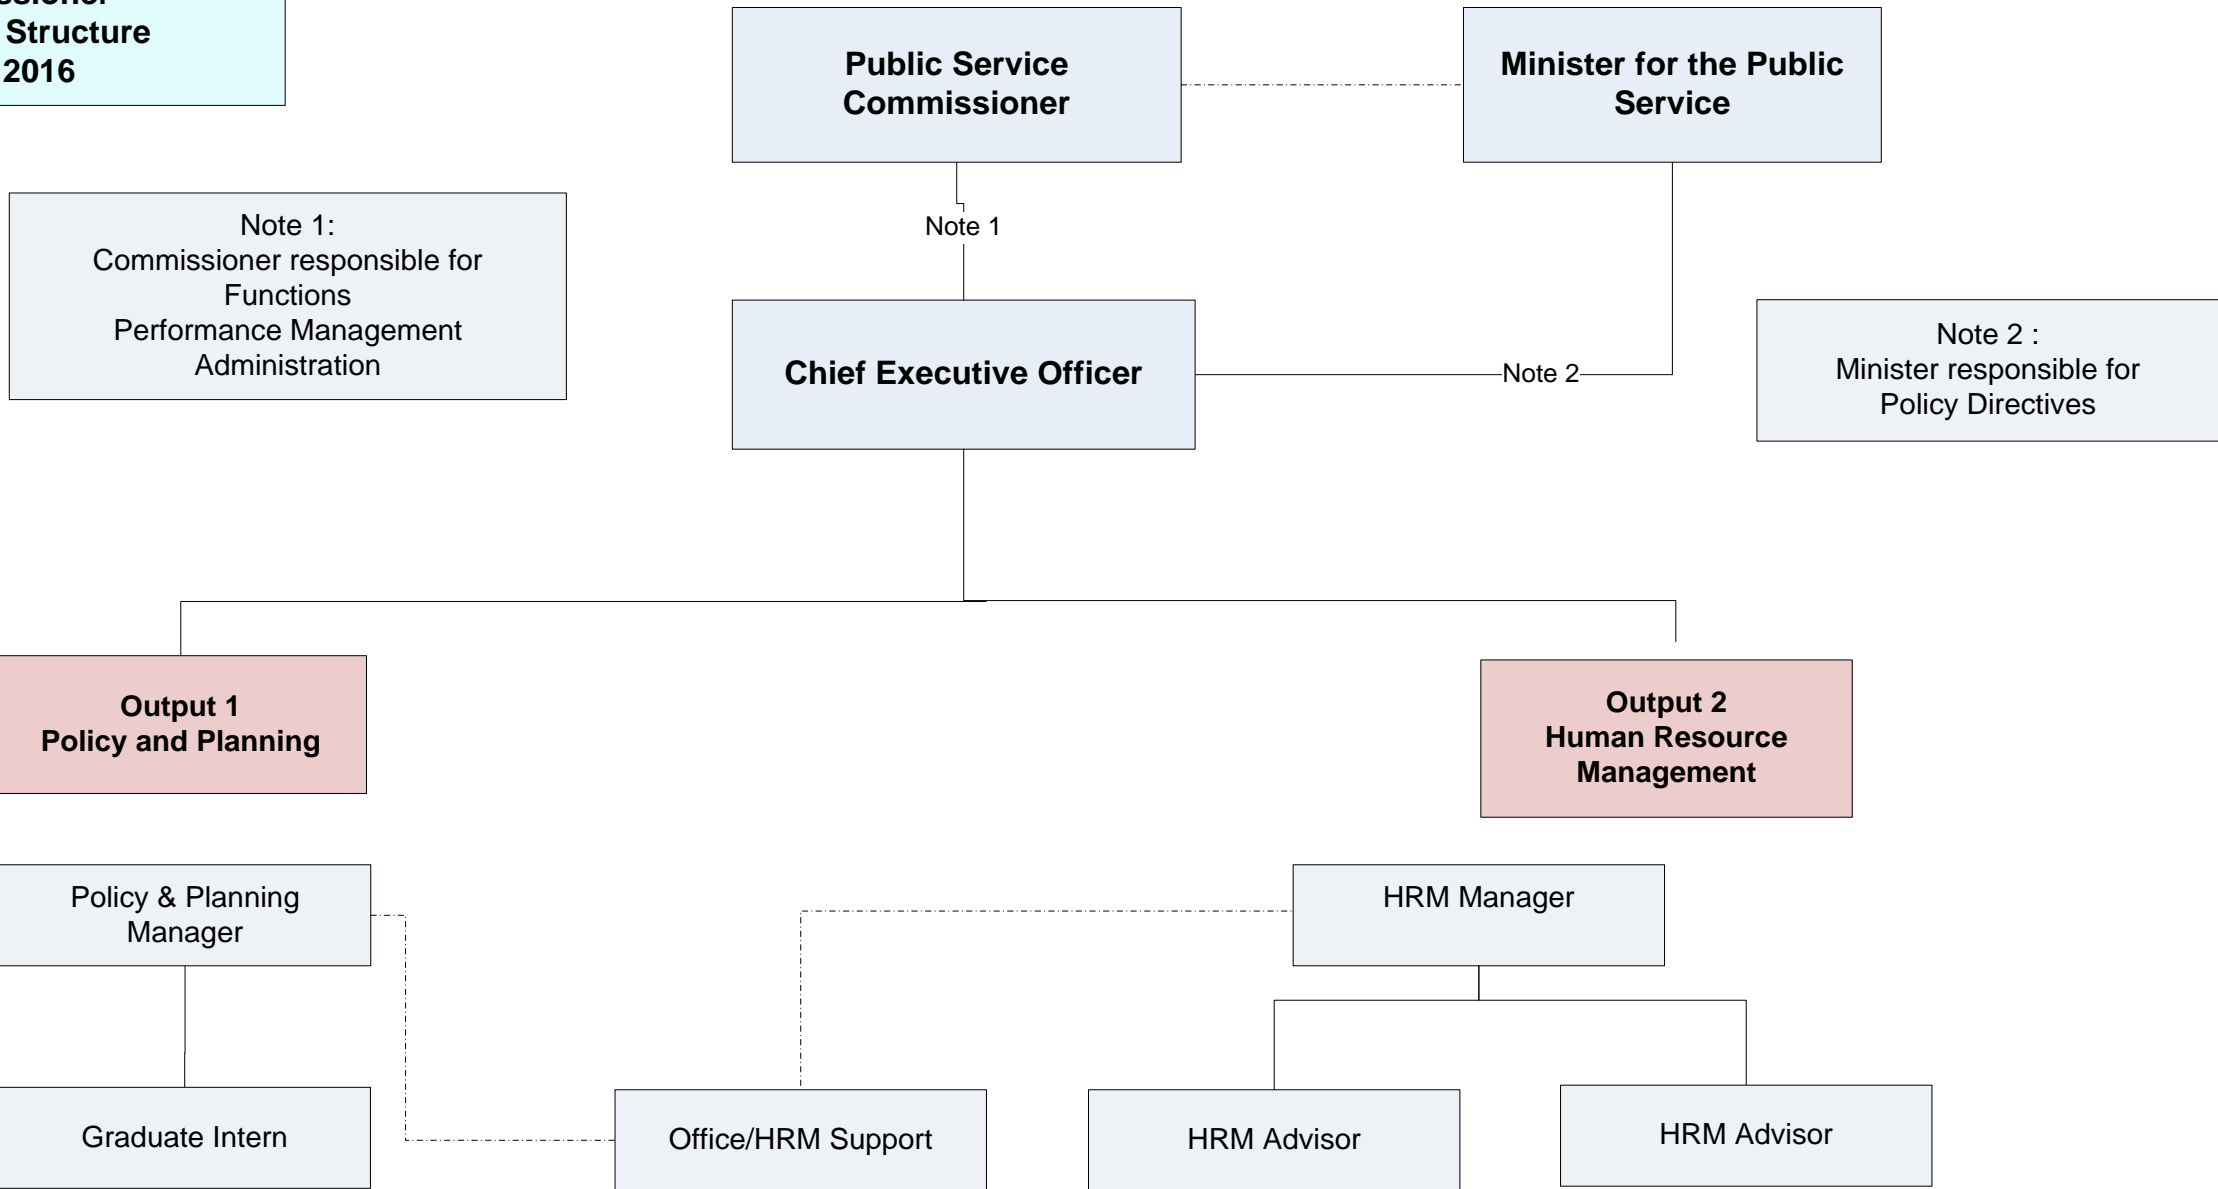 Structure
2016
Public Service
Commissioner
Minister for the Public
Service
Note 1:
Commissioner responsible for
Functions
Performance Management
Administration
Note 1
Note 2 :
Minister responsible for
Policy Directives
Chief Executive Officer
Note 2
Output 1
Policy and Planning
Output 2
Human Resource
Management
Policy & Planning
Manager
HRM Manager
Graduate Intern
Office/HRM Support
HRM Advisor
HRM Advisor